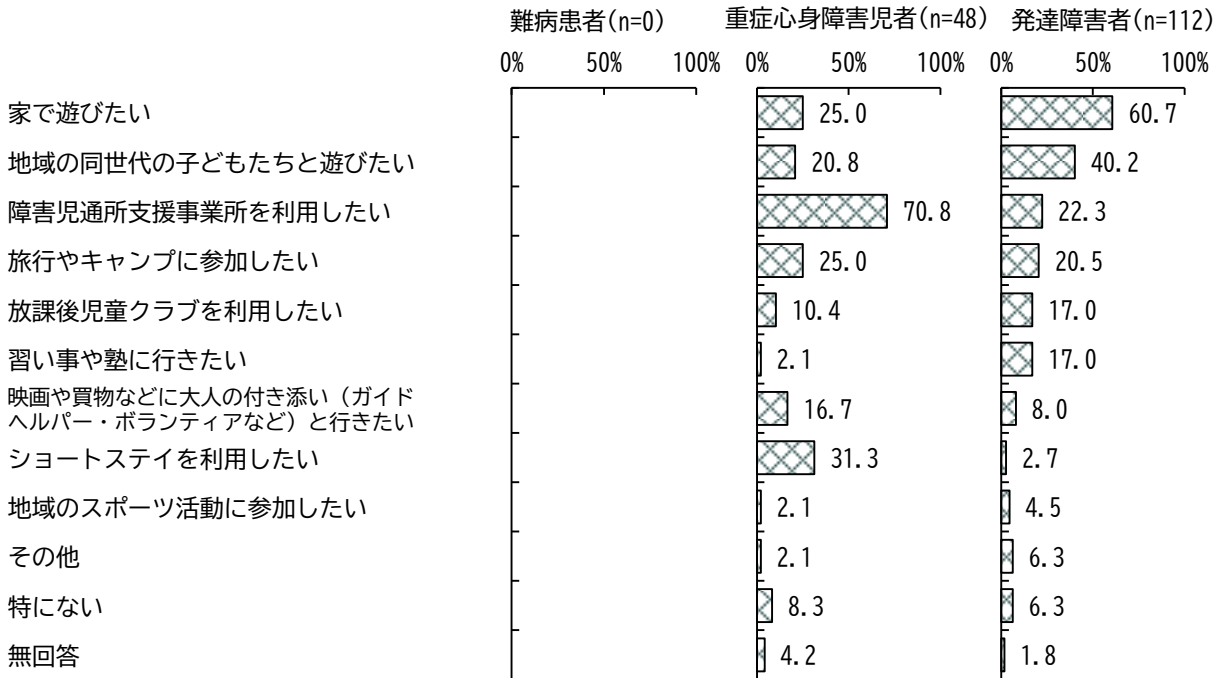 難病患者(n=0) 重症心身障害児者(n=48) 発達障害者(n=112)
0% 50% 100% 0% 50% 100% 0% 50% 100%
家で遊びたい 25.0 60.7
地域の同世代の子どもたちと遊びたい 20.8 40.2
障害児通所支援事業所を利用したい 70.8 22.3
旅行やキャンプに参加したい 25.0 20.5
放課後児童クラブを利用したい 10.4 17.0
習い事や塾に行きたい 2.1 17.0
映画や買物などに大人の付き添い（ガイド
ヘルパー・ボランティアなど）と行きたい 16.7 8.0
ショートステイを利用したい 31.3 2.7
地域のスポーツ活動に参加したい 2.1 4.5
その他 2.1 6.3
特にない 8.3 6.3
無回答 4.2 1.8